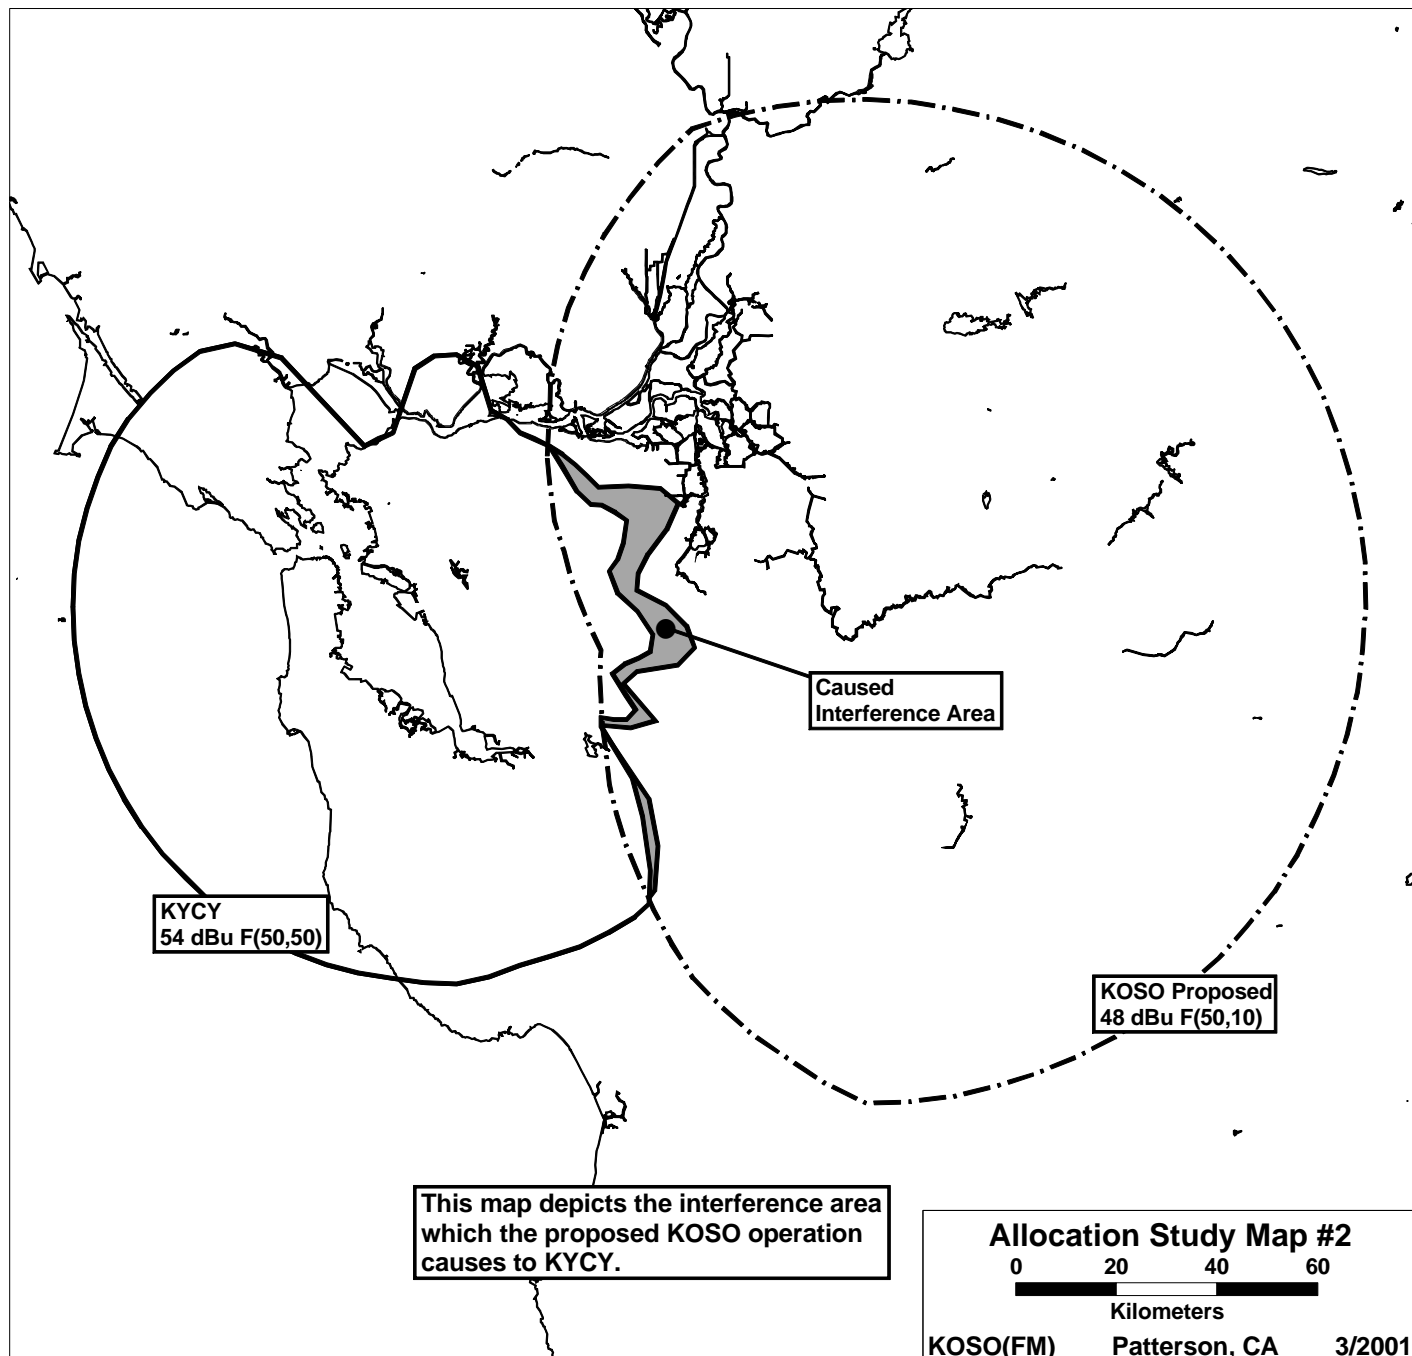 Caused
Interference Area
KYCY
54 dBu F(50,50)
KOSO Proposed
48 dBu F(50,10)
This map depicts the interference area
which the proposed KOSO operation
causes to KYCY.
Allocation Study Map #2
0 20 40 60
Kilometers
KOSO(FM) Patterson, CA 3/2001